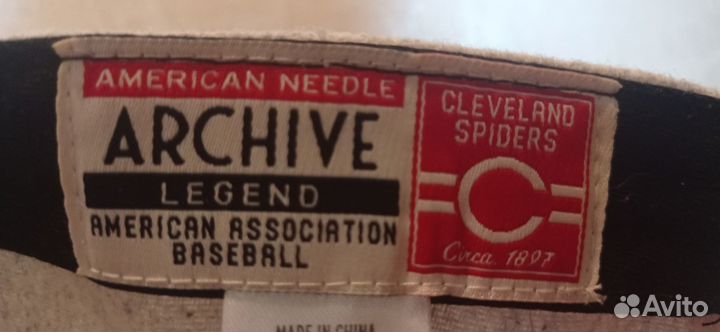 AMERICAN NEEDLE
ARCHIVE
LEGEND
AMERICAN ASSOCIATION
BASEBALL
CLEVELAND
SPIDERS
Circa 1897
MADE IN CHINA
Avito